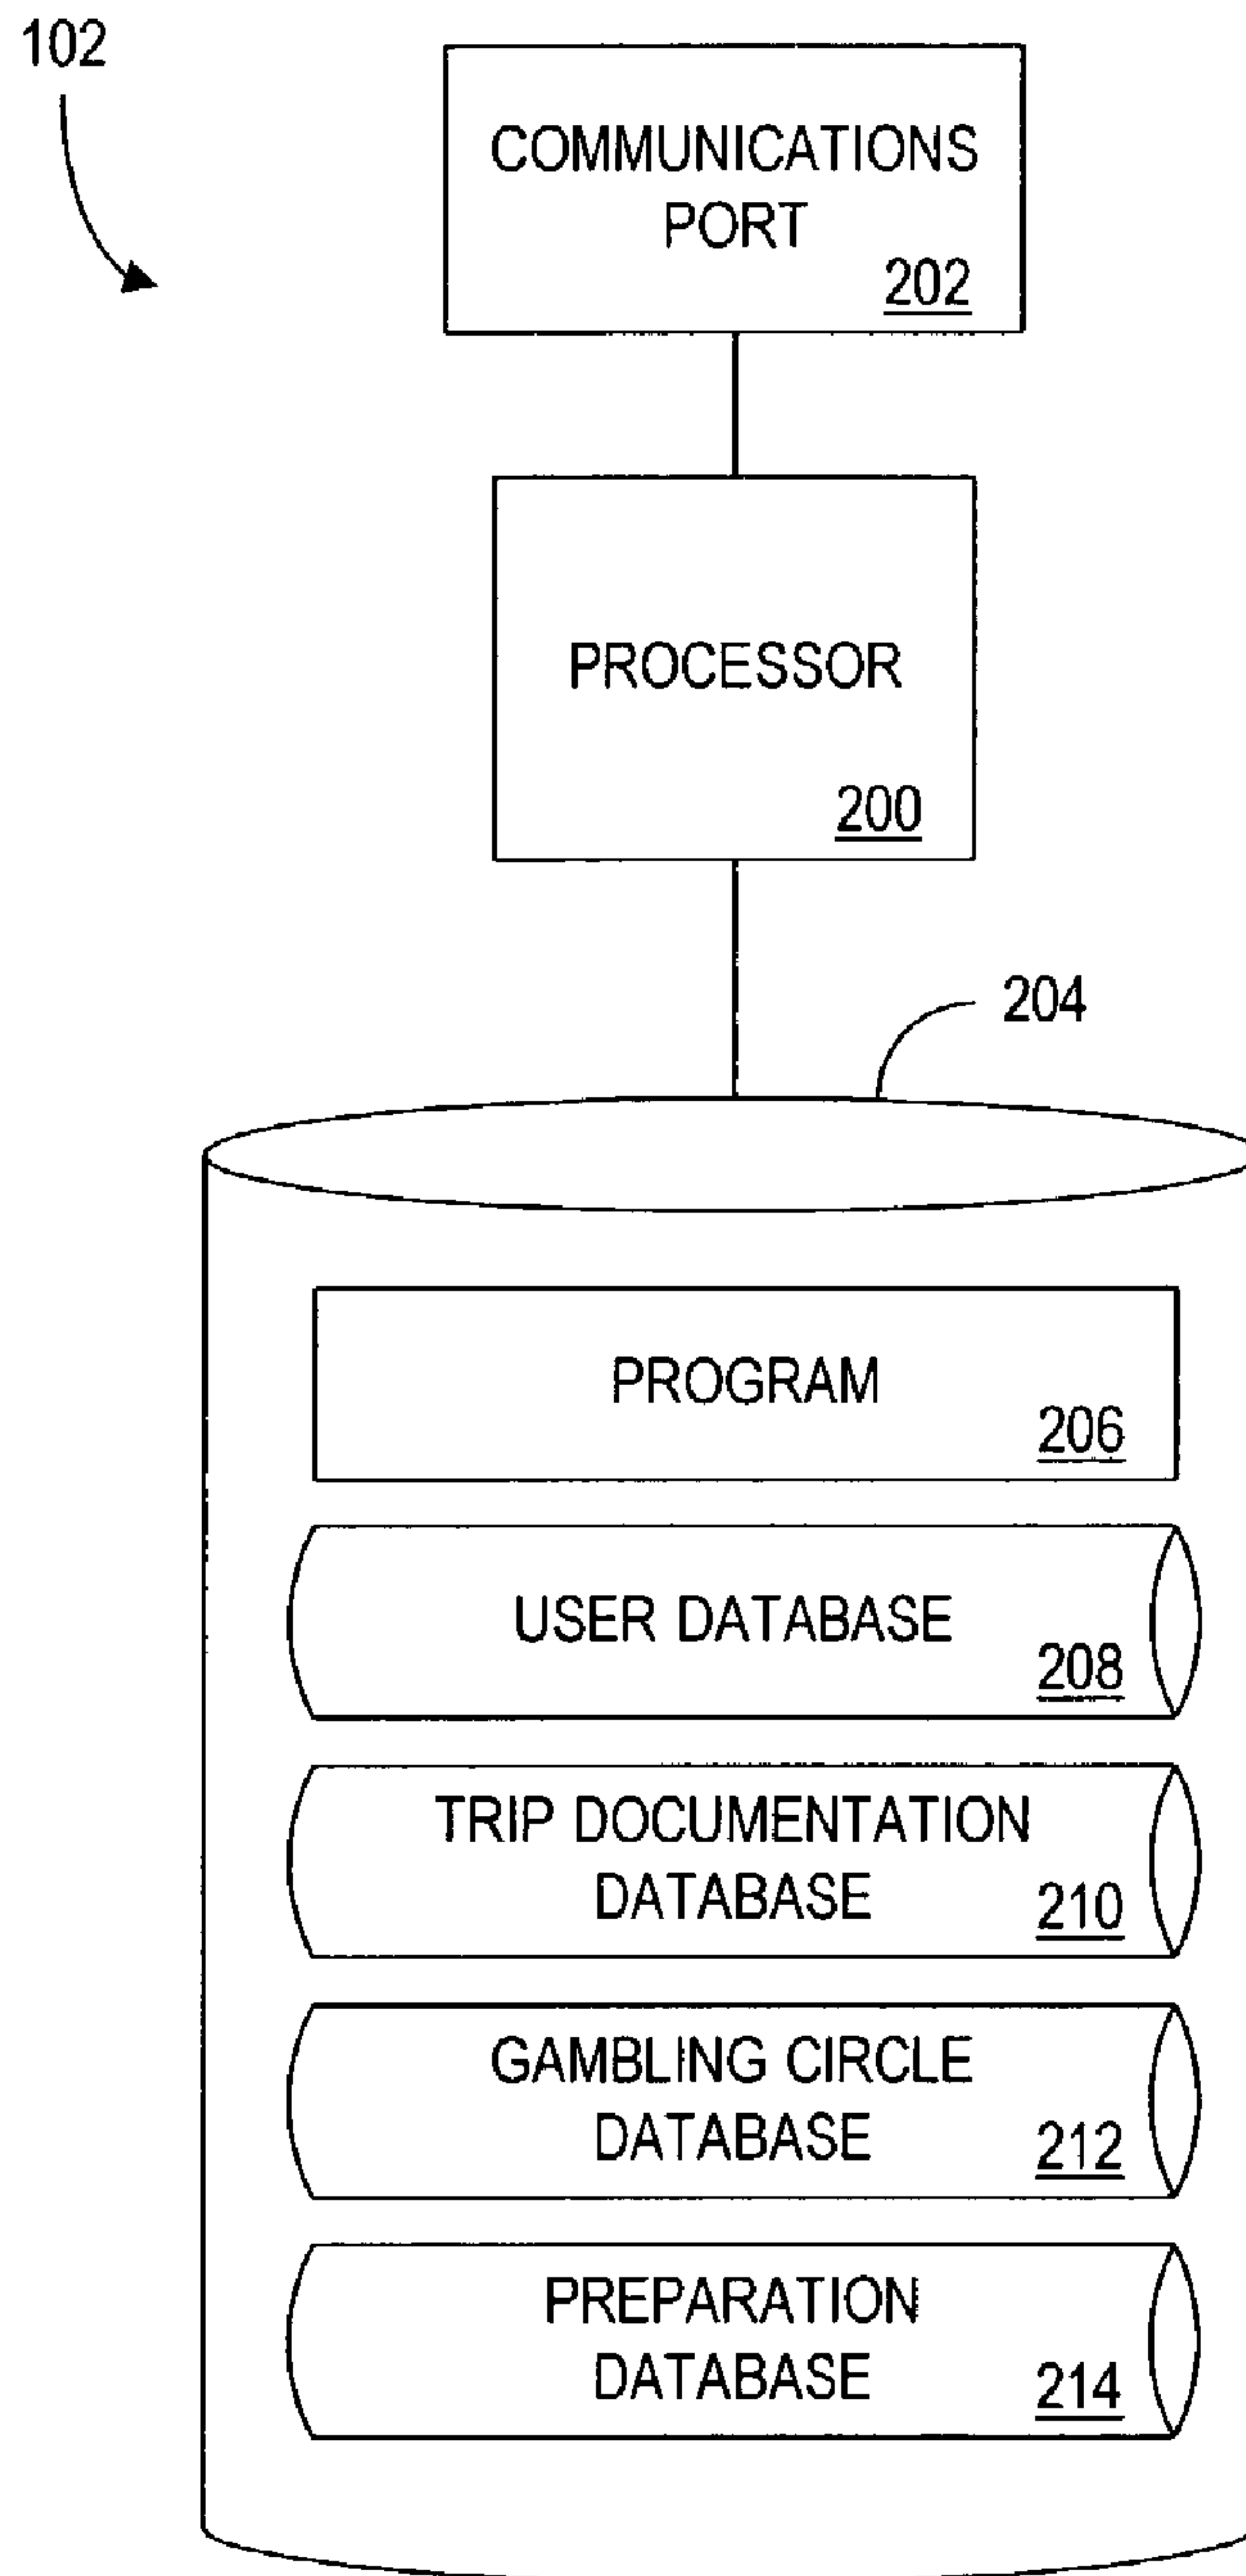 102
COMMUNICATIONS
PORT
202
PROCESSOR
200
204
PROGRAM
206
USER DATABASE
208
TRIP DOCUMENTATION
DATABASE
210
GAMBLING CIRCLE
DATABASE
212
PREPARATION
DATABASE
214